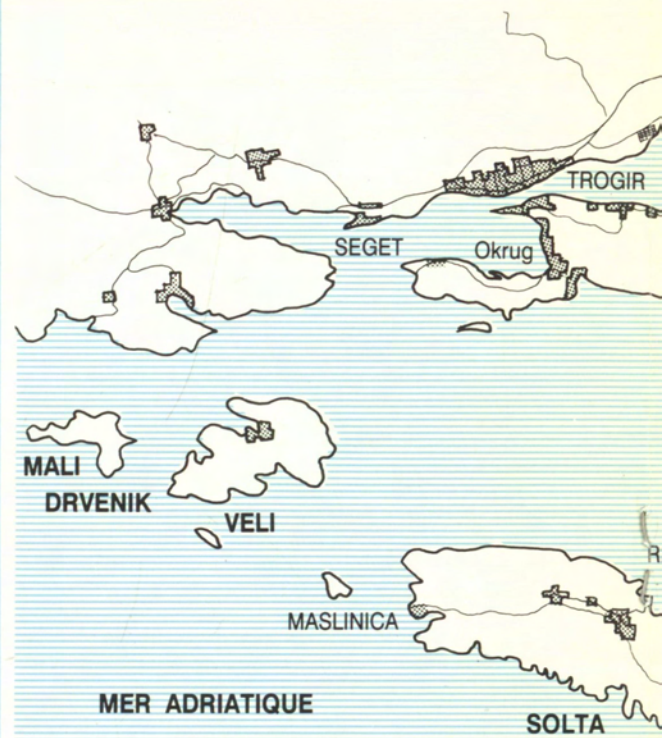 TROGIR
SEGET
Okrug
MALI
DRVENIK
VELI
R
MASLINICA
MER ADRIATIQUE
SOLTA